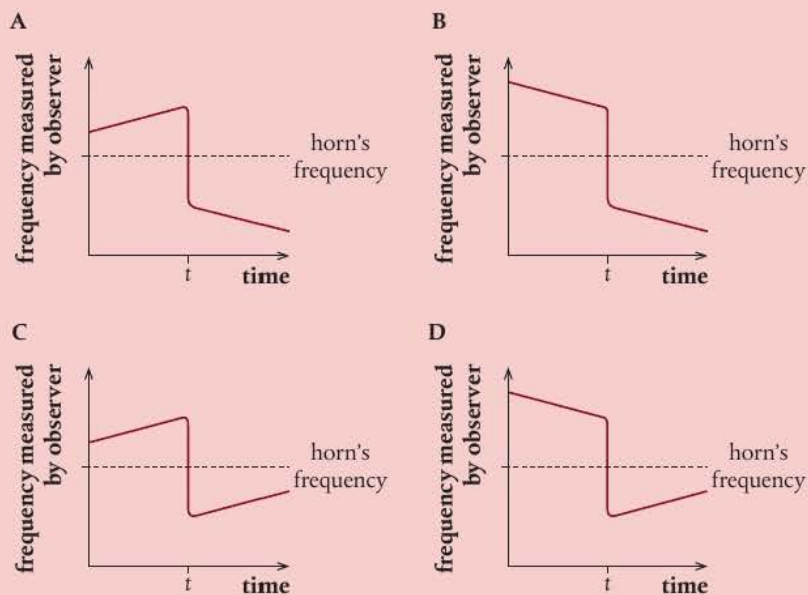 A
frequency measured
by observer
horn's
frequency
t
time
B
frequency measured
by observer
horn's
frequency
t
time
C
frequency measured
by observer
horn's
frequency
t
time
D
frequency measured
by observer
horn's
frequency
t
time